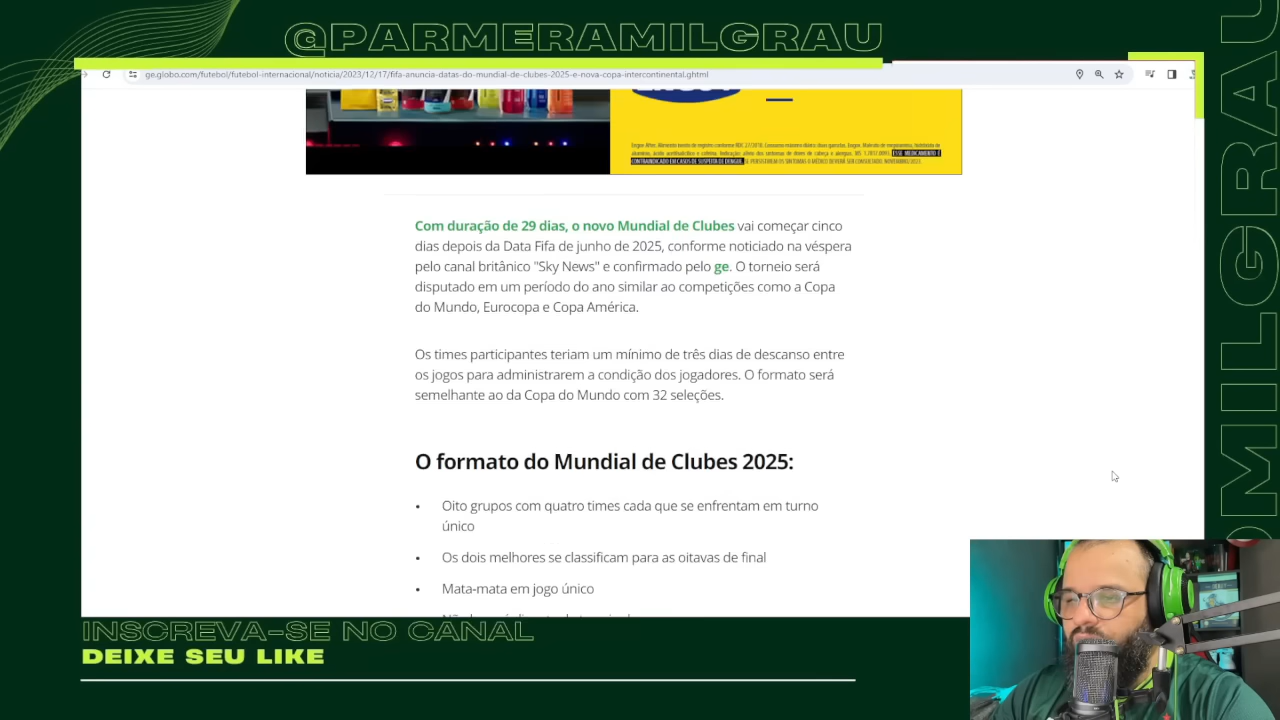 @PARMERAMILGRAU
ge.globo.com/futebol/futebol-internacional/noticia/2023/12/17/fifa-anuncia-datas-do-mundial-de-clubes-2025-e-nova-copa-intercontinental.ghtml
Com duração de 29 dias, o novo Mundial de Clubes vai começar cinco
dias depois da Data Fifa de junho de 2025, conforme noticiado na véspera
pelo canal britânico "Sky News" e confirmado pelo ge. O torneio será
disputado em um período do ano similar ao competições como a Copa
do Mundo, Eurocopa e Copa América.
Os times participantes teriam um mínimo de três dias de descanso entre
os jogos para administrarem a condição dos jogadores. O formato será
semelhante ao da Copa do Mundo com 32 seleções.
O formato do Mundial de Clubes 2025:
• Oito grupos com quatro times cada que se enfrentam em turno
único
• Os dois melhores se classificam para as oitavas de final
• Mata-mata em jogo único
INSCREVA-SE NO CANAL
DEIXE SEU LIKE
OMILGRAU